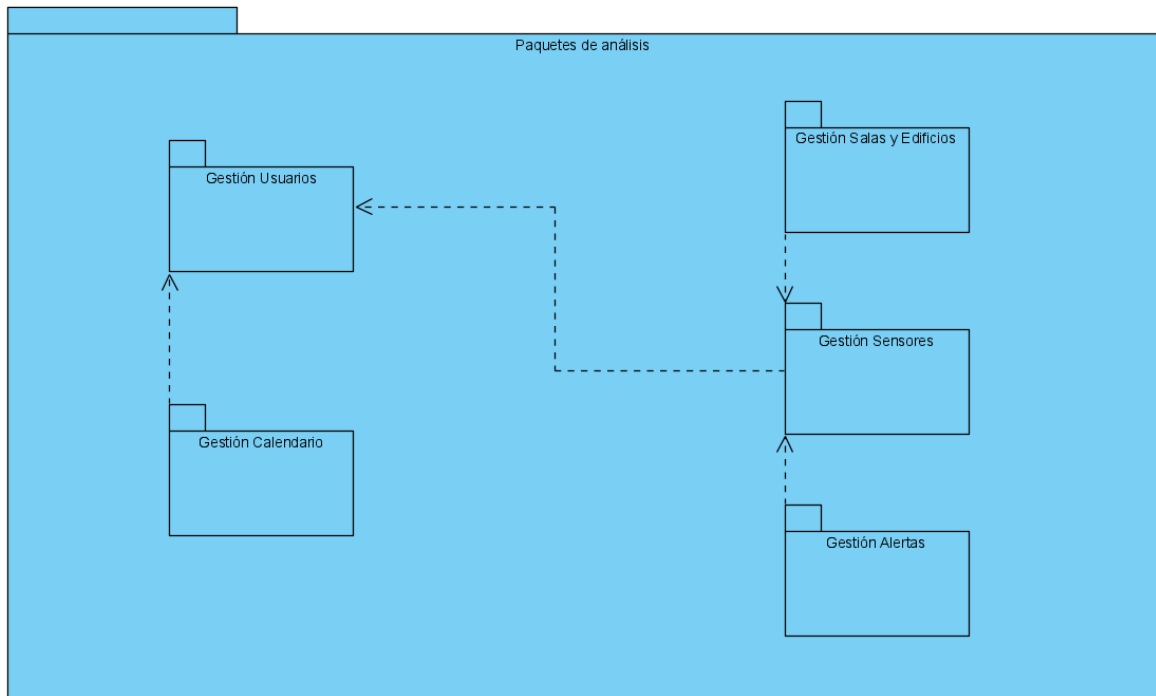 Paquetes de análisis
Gestión Salas y Edificios
Gestión Usuarios
Gestión Sensores
Gestión Calendario
Gestión Alertas